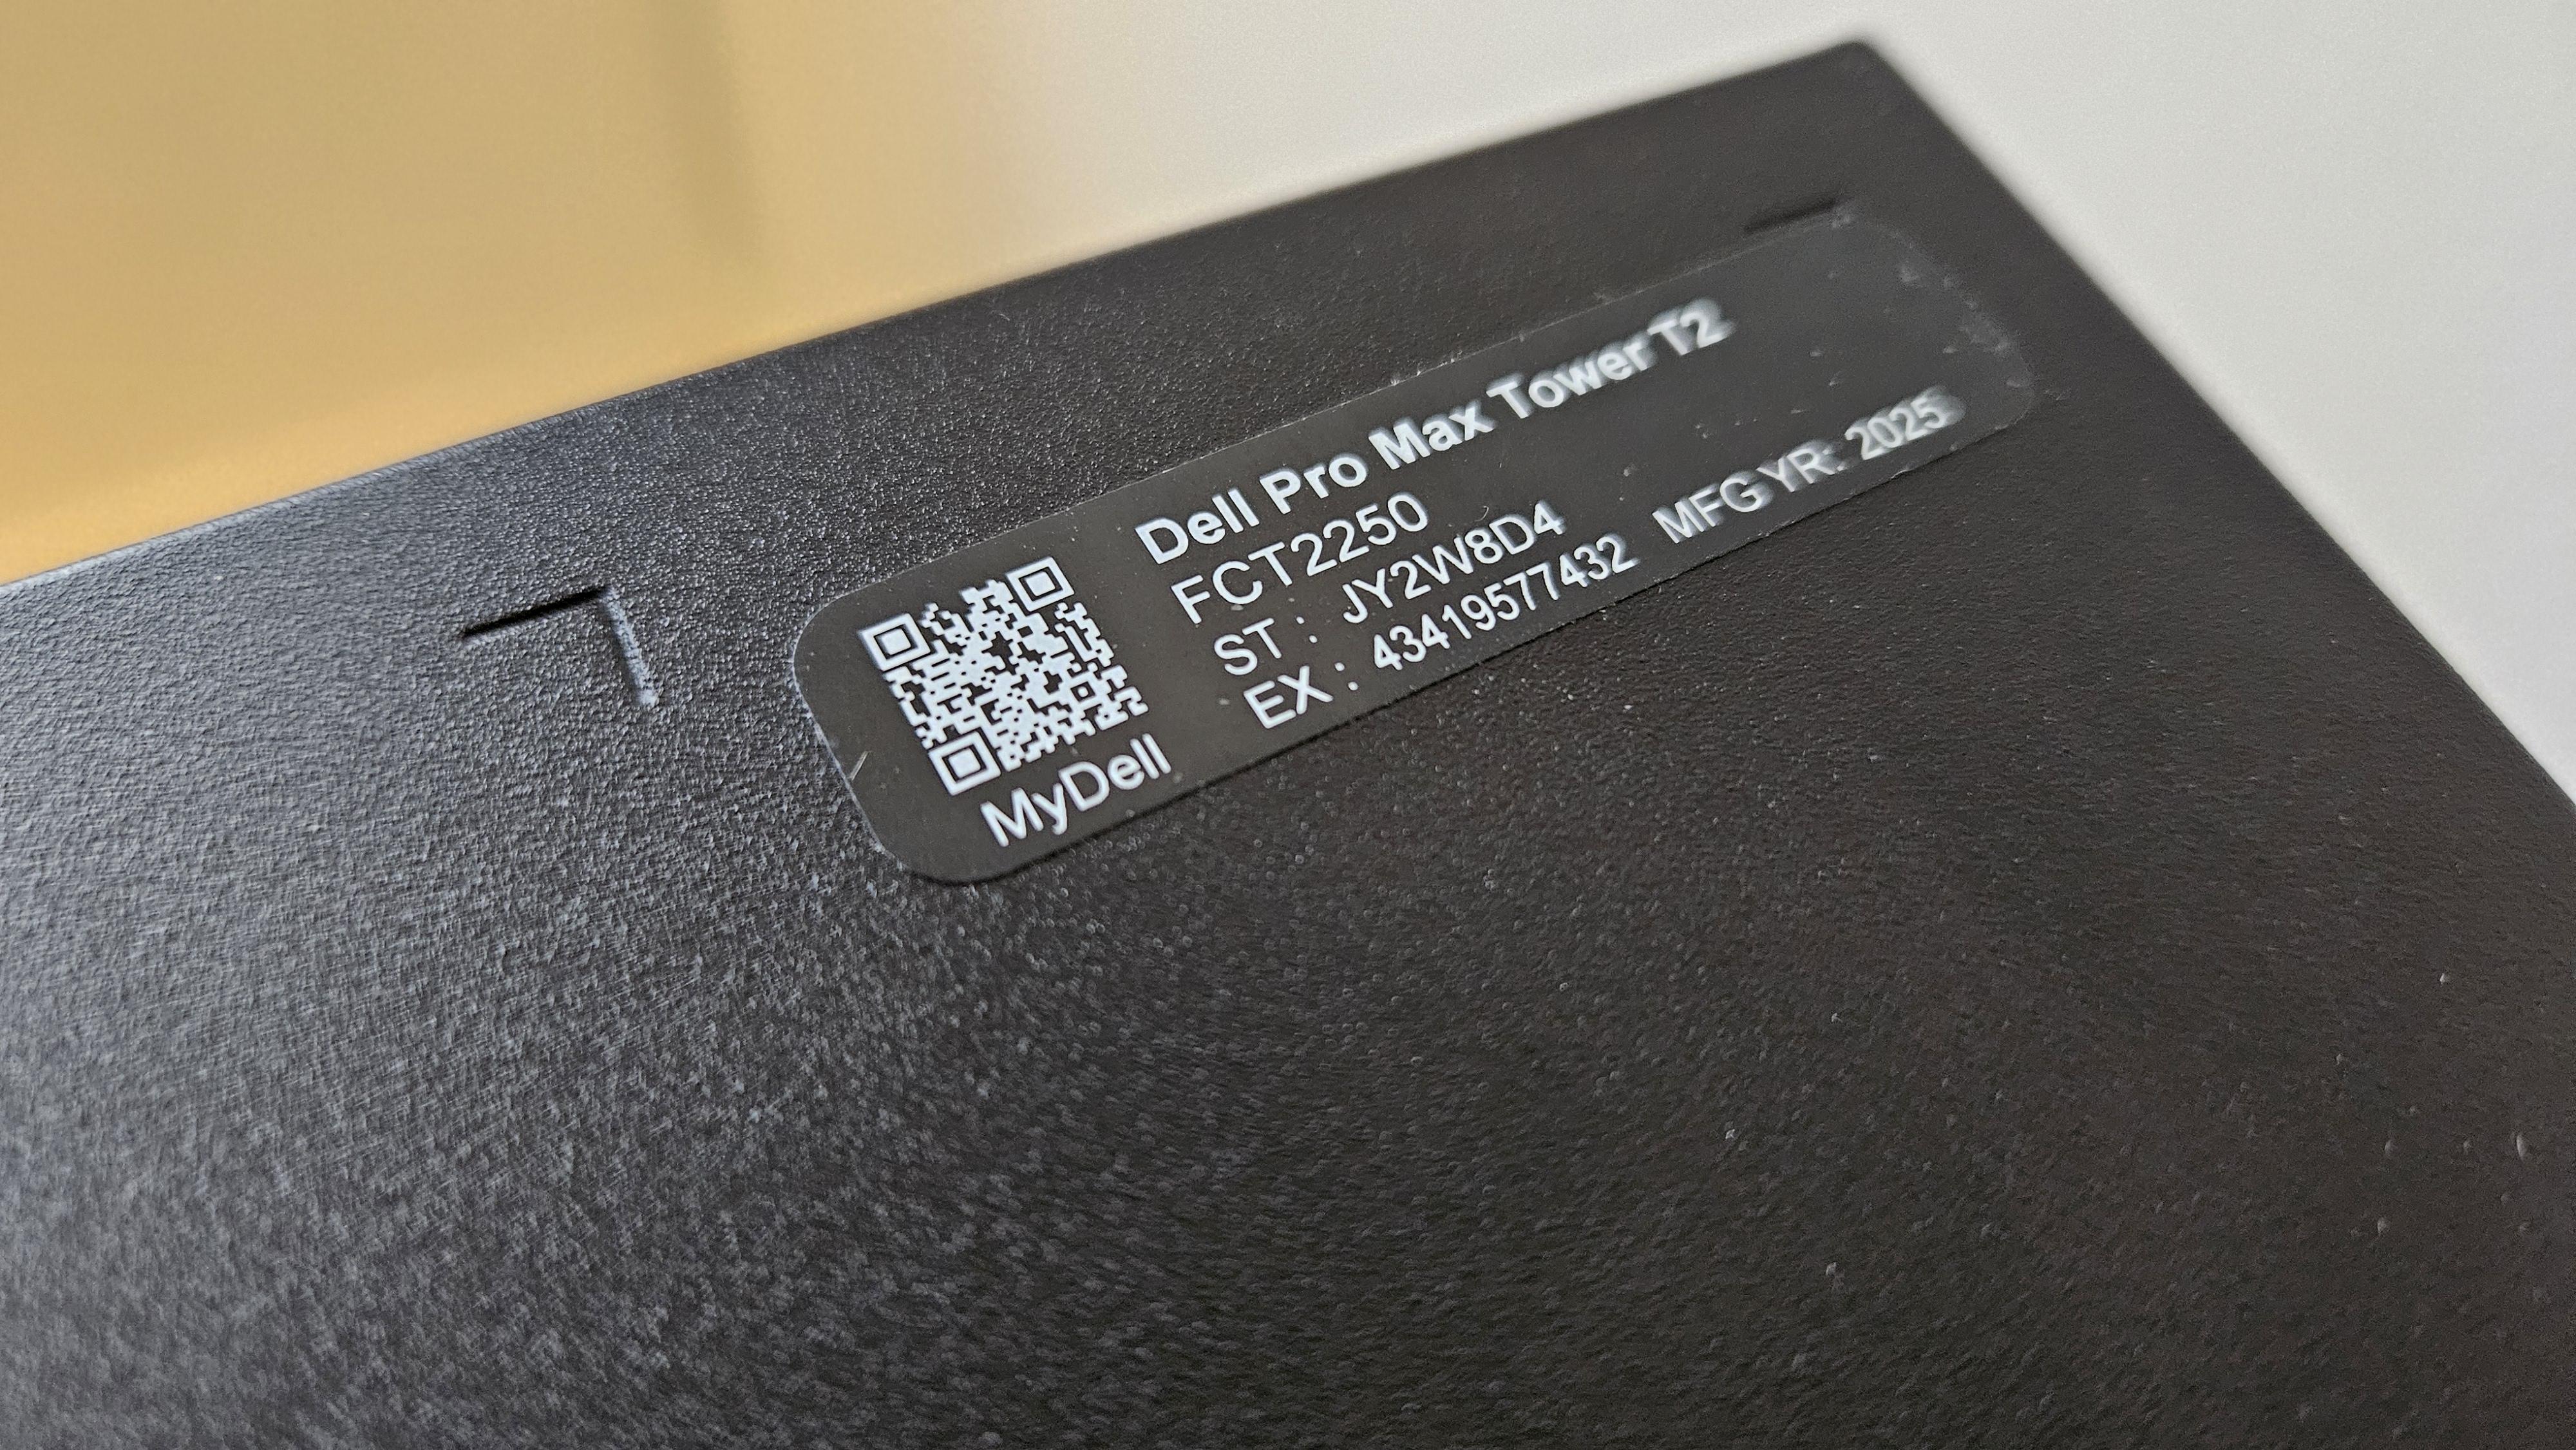 Dell Pro Max Tower T2
FCT2250
ST : JY2W8D4
EX : 43419577432 MFG YR: 2025
MyDell